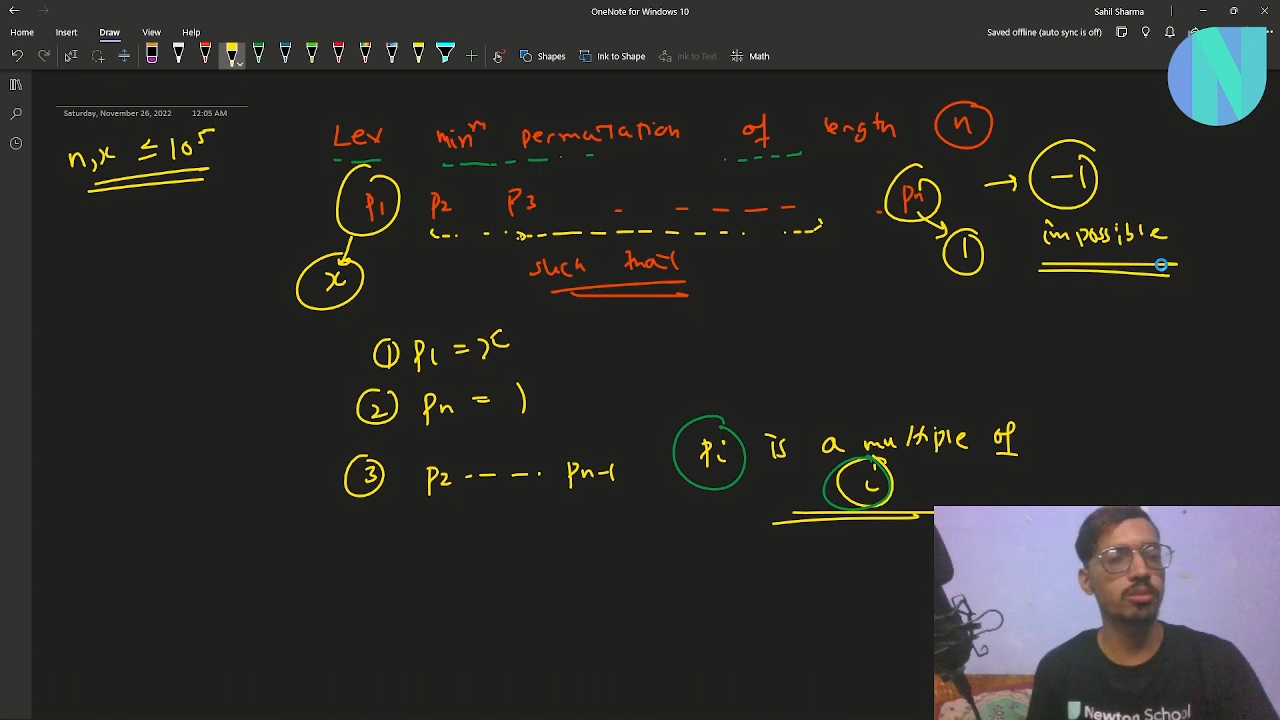 OneNote for Windows 10
Sahil Sharma
Home Insert Draw View Help
Saved offline (auto sync is off)
Shapes Ink to Shape Ink to Text Math
Saturday, November 26, 2022 12:05 AM
n,x ≤ 10^5
Lex minm permutation of length n
p1 p2 p3 - - - - - pn → -1
x
1
impossible
such that
① p1 = x
② pn = 1
③ p2 ------ pn-1
pi is a multiple of
i
N
Newton School